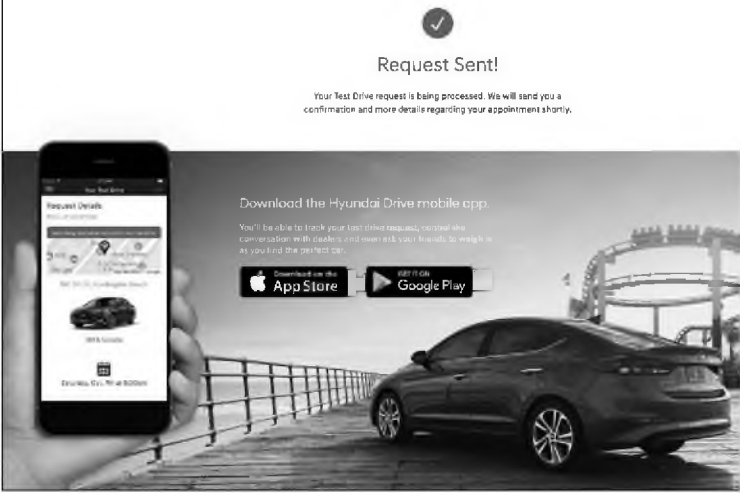 Request Sent!
Your Test Drive request is being processed. We will send you a
confirmation and more details regarding your appointment shortly.
Your Test Drive
Request Details
Download the Hyundai Drive mobile app.
You'll be able to track your test drive request, control the
conversation with dealers and even ask your friends to weigh in
as you find the perfect car.
Download on the
App Store
GET IT ON
Google Play